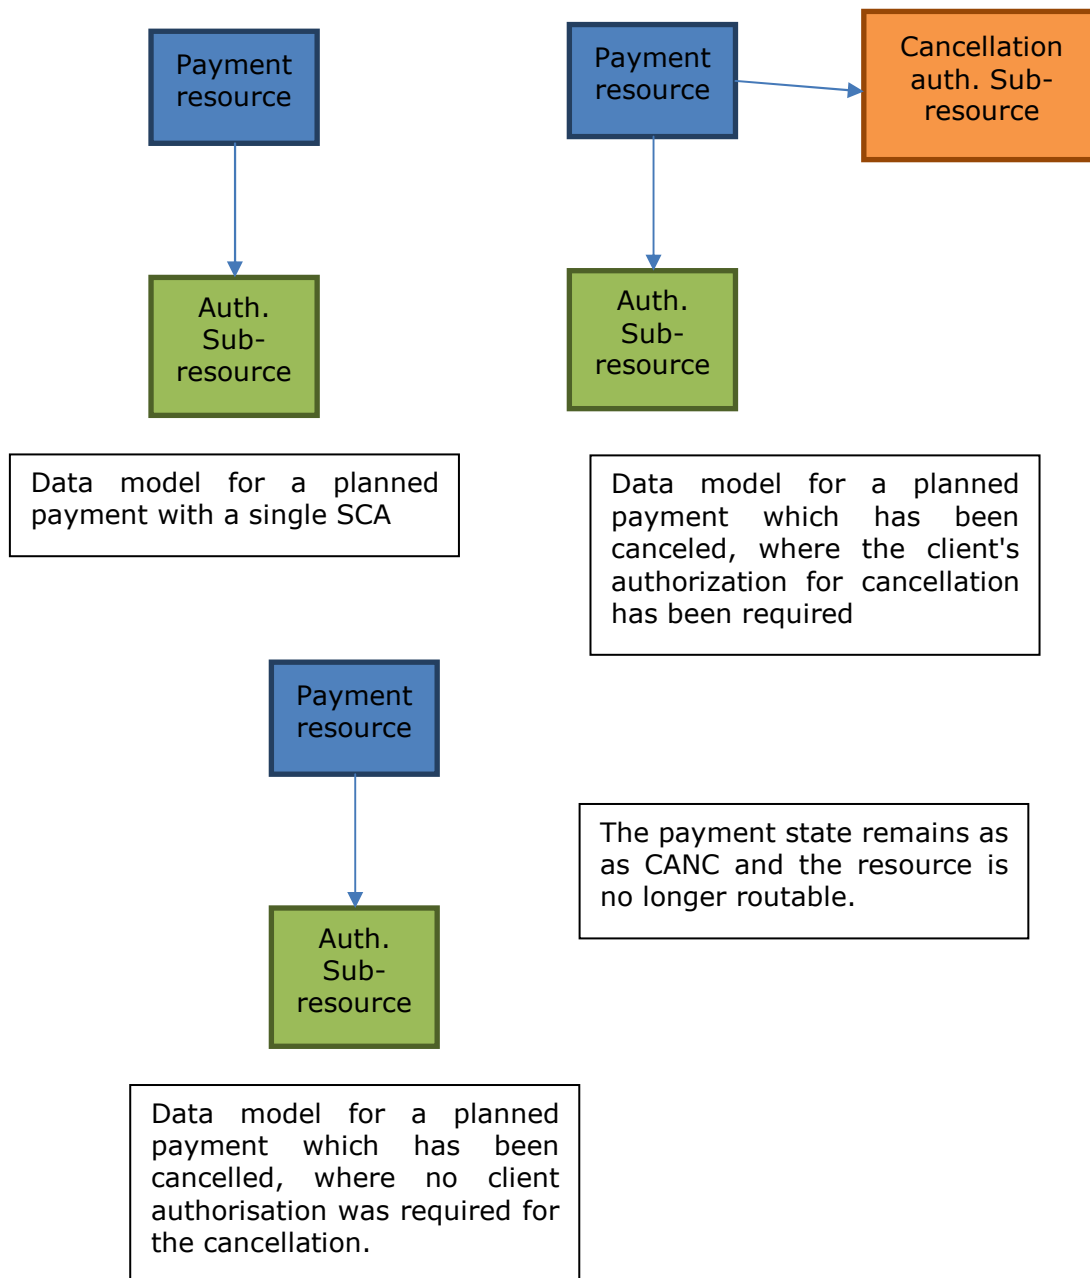 Payment
resource
Auth.
Sub-
resource
Data model for a planned
payment with a single SCA
Payment
resource
Cancellation
auth. Sub-
resource
Auth.
Sub-
resource
Data model for a planned
payment which has been
canceled, where the client's
authorization for cancellation
has been required
Payment
resource
Auth.
Sub-
resource
The payment state remains as
as CANC and the resource is
no longer routable.
Data model for a planned
payment which has been
cancelled, where no client
authorisation was required for
the cancellation.